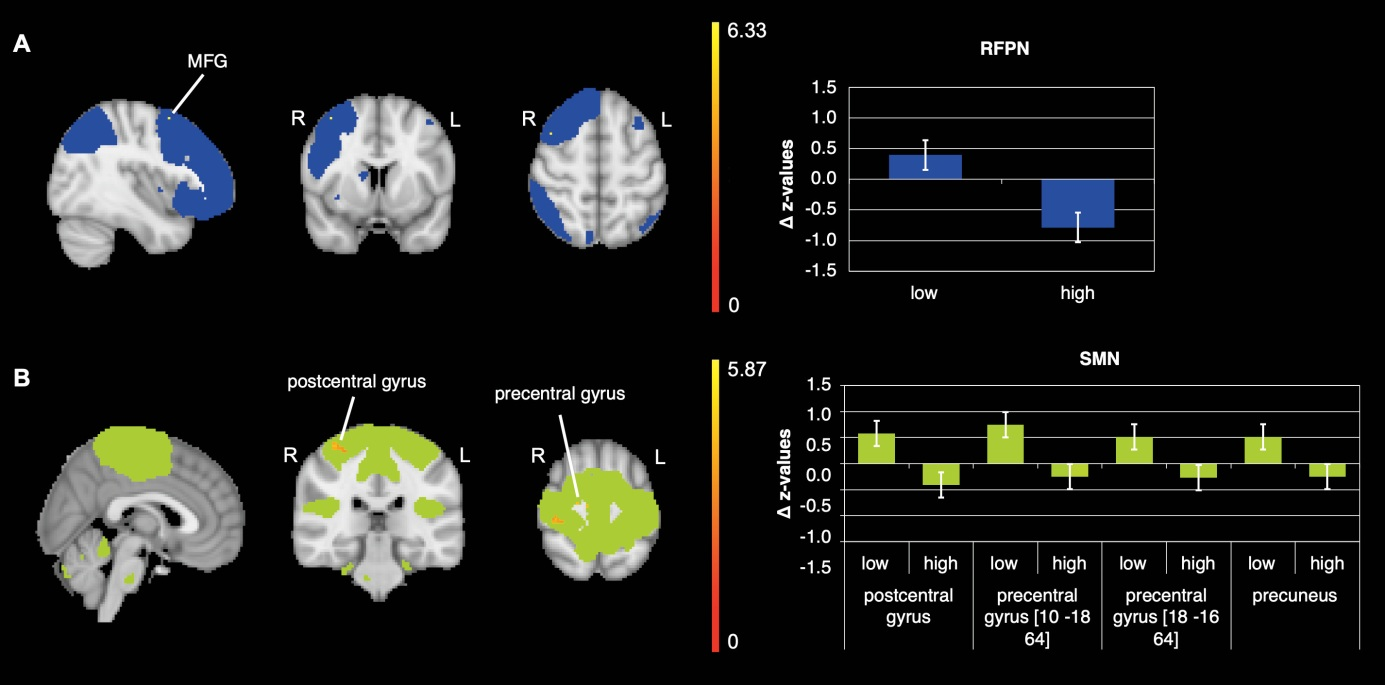 A
MFG
R
L
R
L
6.33
0
RFPN
Δ z-values
1.5
1.0
0.5
0.0
-0.5
-1.0
-1.5
low
high
B
postcentral gyrus
precentral gyrus
R
L
R
L
5.87
0
SMN
Δ z-values
1.5
1.0
0.5
0.0
-0.5
-1.0
-1.5
low high low high low high low high
postcentral
gyrus
precentral
gyrus [10 -18
64]
precentral
gyrus [18 -16
64]
precuneus